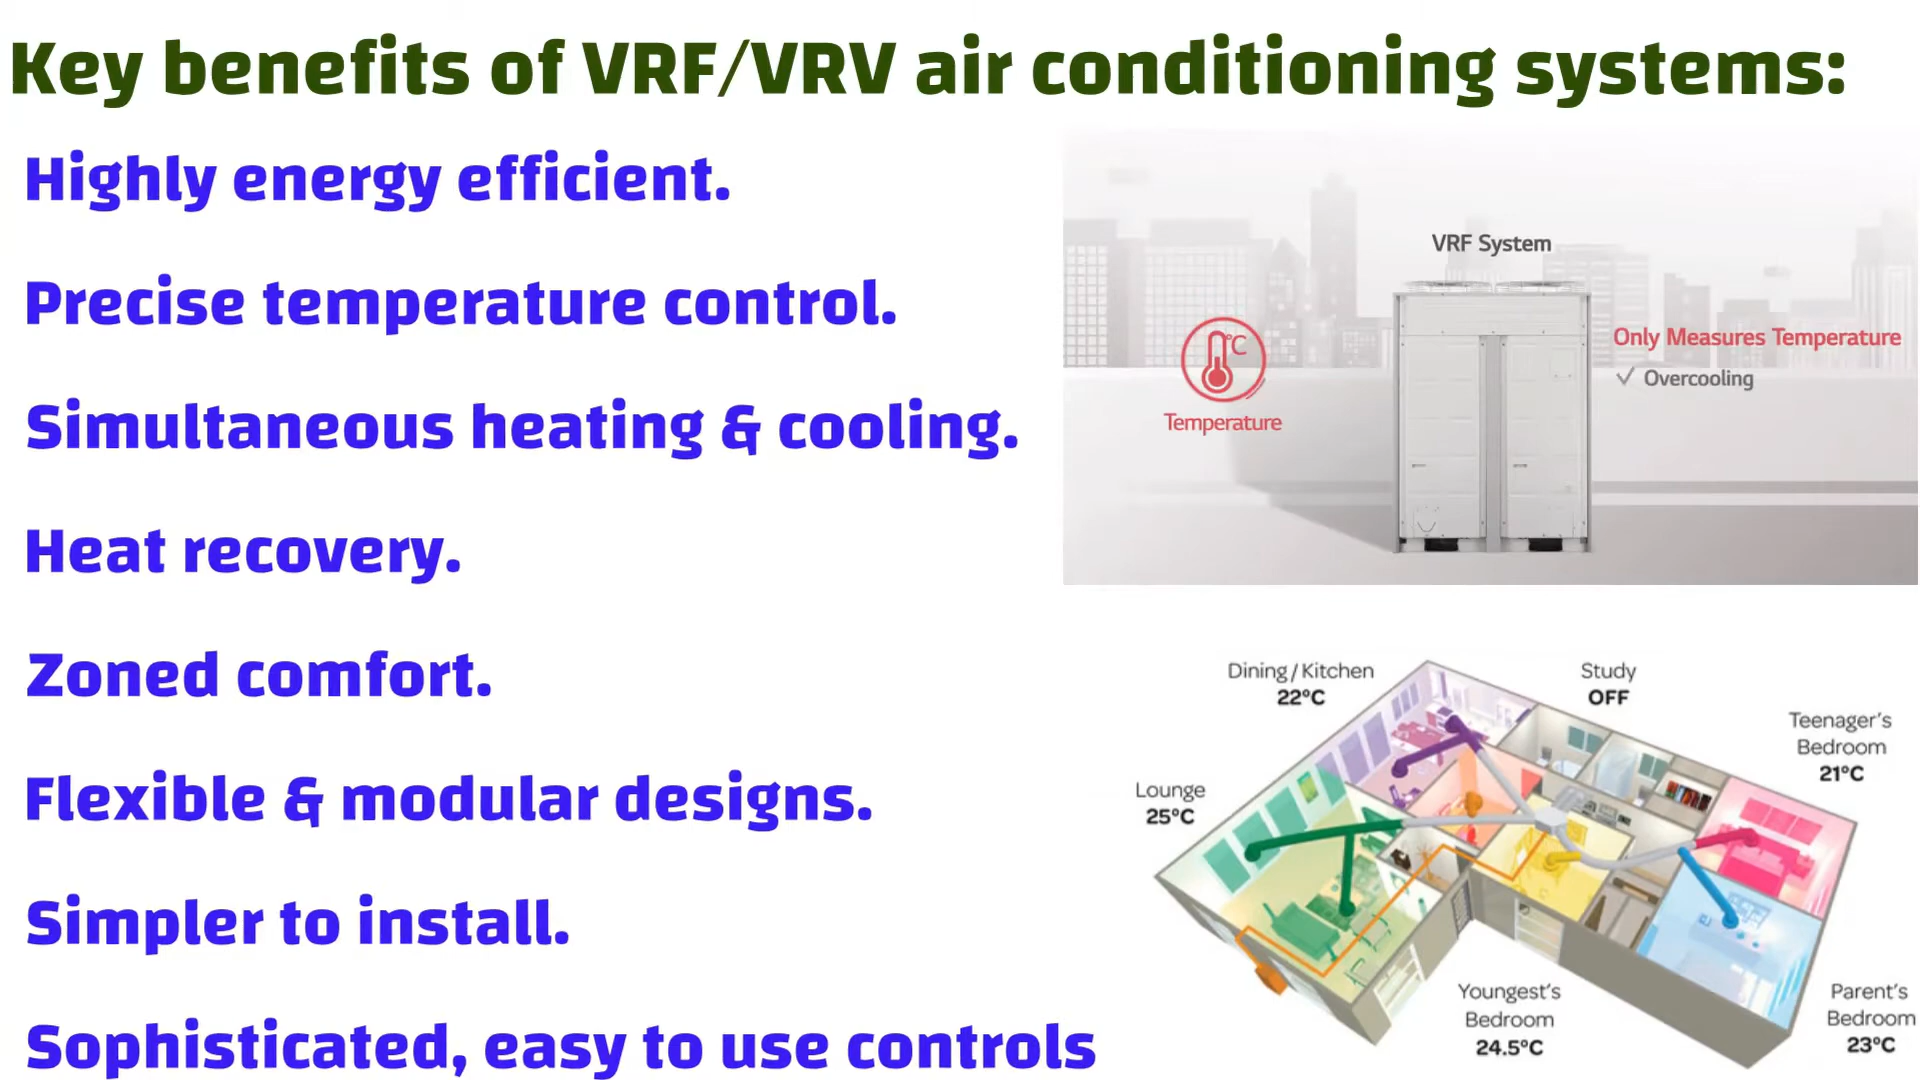 Key benefits of VRF/VRV air conditioning systems:
Highly energy efficient.
Precise temperature control.
Simultaneous heating & cooling.
Heat recovery.
Zoned comfort.
Flexible & modular designs.
Simpler to install.
Sophisticated, easy to use controls
VRF System
°C
Temperature
Only Measures Temperature
✓ Overcooling
Dining / Kitchen
22°C
Study
OFF
Teenager's
Bedroom
21°C
Lounge
25°C
Youngest's
Bedroom
24.5°C
Parent's
Bedroom
23°C